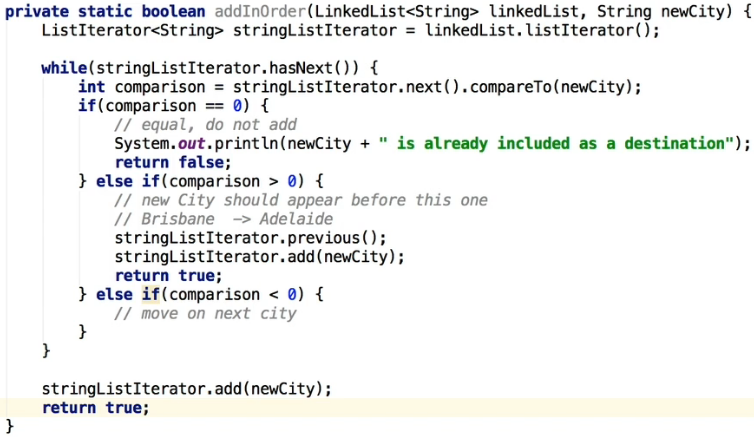 private static boolean addInOrder(LinkedList<String> linkedList, String newCity) {
    ListIterator<String> stringListIterator = linkedList.listIterator();

    while(stringListIterator.hasNext()) {
        int comparison = stringListIterator.next().compareTo(newCity);
        if(comparison == 0) {
            // equal, do not add
            System.out.println(newCity + " is already included as a destination");
            return false;
        } else if(comparison > 0) {
            // new City should appear before this one
            // Brisbane  -> Adelaide
            stringListIterator.previous();
            stringListIterator.add(newCity);
            return true;
        } else if(comparison < 0) {
            // move on next city
        }
    }

    stringListIterator.add(newCity);
    return true;
}